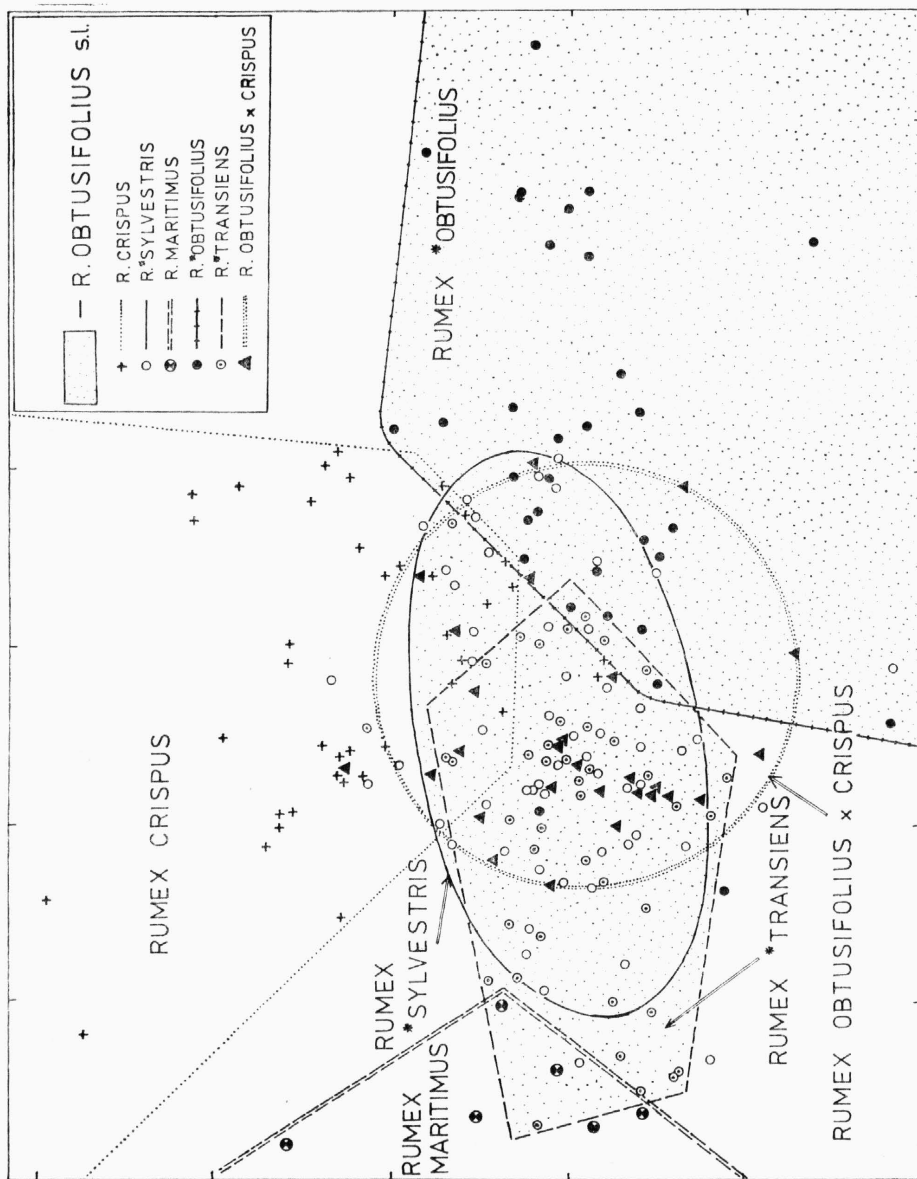 — R. OBTUSIFOLIUS s.l.
R. CRISPUS
R.*SYLVESTRIS
R. MARITIMUS
R.*OBTUSIFOLIUS
R.*TRANSIENS
R. OBTUSIFOLIUS × CRISPUS
RUMEX CRISPUS
RUMEX *OBTUSIFOLIUS
RUMEX
*SYLVESTRIS
RUMEX
MARITIMUS
RUMEX *TRANSIENS
RUMEX OBTUSIFOLIUS × CRISPUS